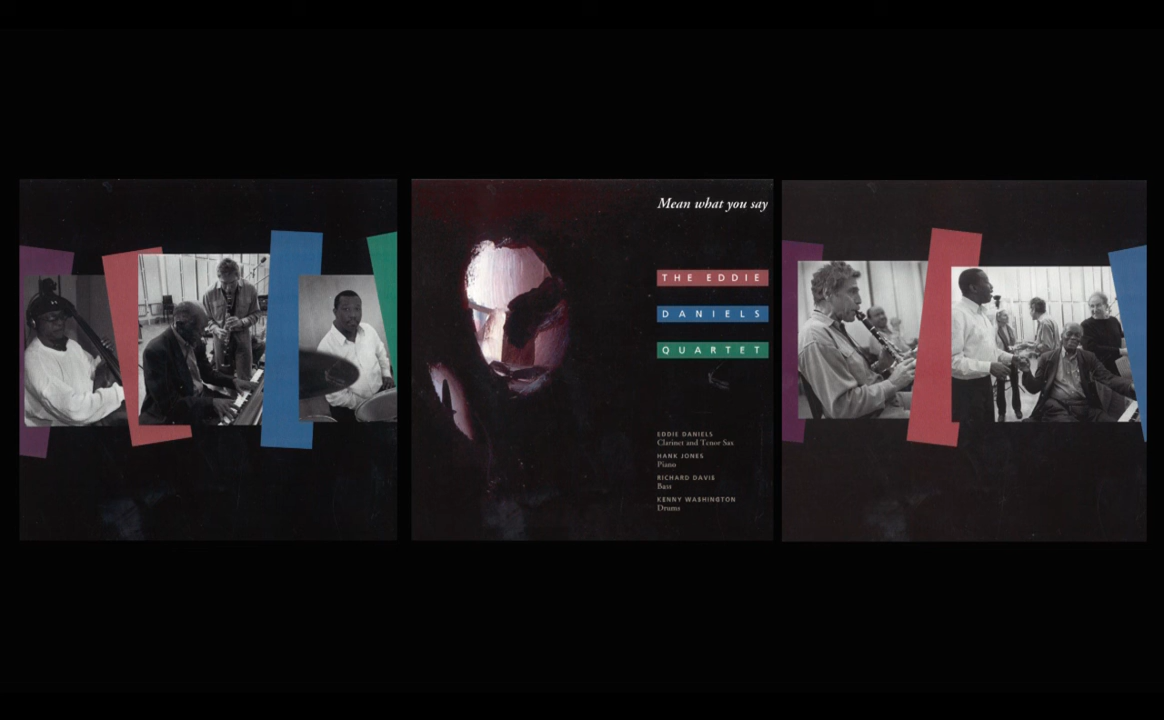 Mean what you say
THE EDDIE
DANIELS
QUARTET
EDDIE DANIELS
Clarinet and Tenor Sax
HANK JONES
Piano
RICHARD DAVIS
Bass
KENNY WASHINGTON
Drums